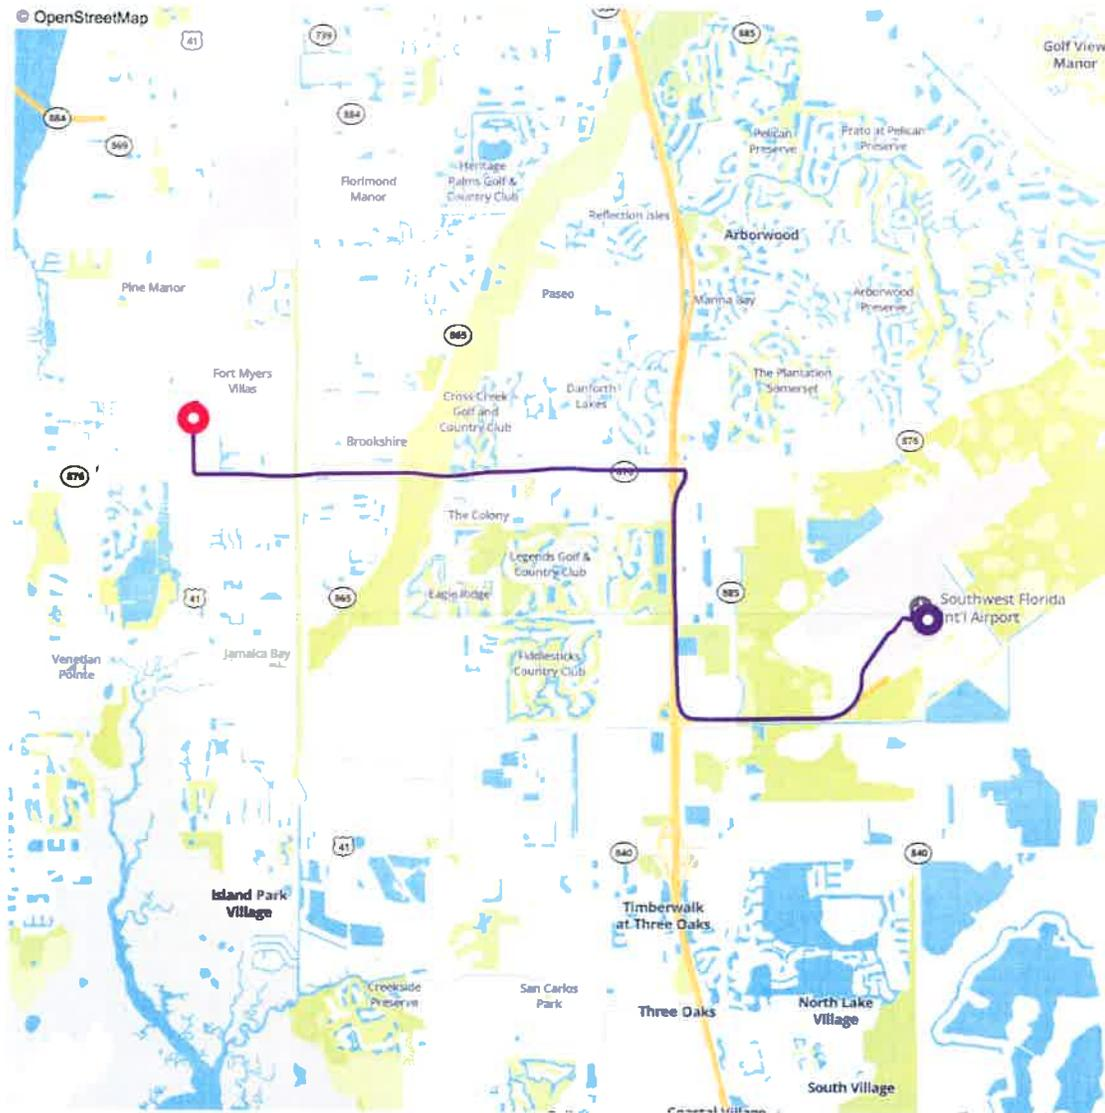 © OpenStreetMap
41
739
885
Golf View
Manor
884
884
869
Pelican
Preserve
Prato at Pelican
Preserve
Heritage
Palms Golf &
Country Club
Florimond
Manor
Reflection Isles
Arborwood
Pine Manor
Paseo
Marina Bay
Arborwood
Preserve
865
Fort Myers
Villas
The Plantation
Somerset
Danforth
Lakes
Cross Creek
Golf and
Country Club
Brookshire
876
876
876
The Colony
Legends Golf &
Country Club
Eagle Ridge
41
865
885
Southwest Florida
Int'l Airport
Jamaica Bay
Venetian
Pointe
Fiddlesticks
Country Club
41
840
840
Island Park
Village
Timberwalk
at Three Oaks
Creekside
Preserve
San Carlos
Park
Three Oaks
North Lake
Village
South Village
Coastal Village